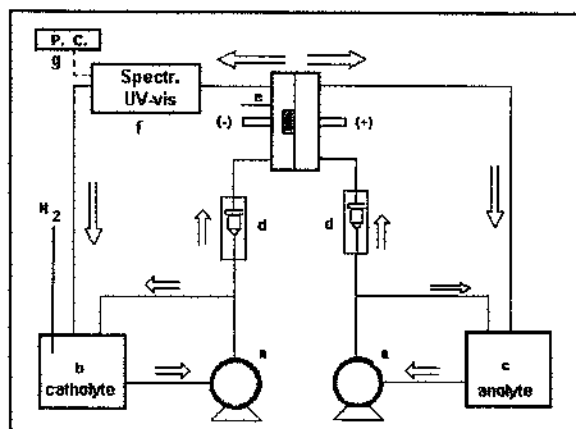 P. C.
g
Spectr.
UV-vis
f
e
(-)
(+)
d
d
2
b
catholyte
a
c
anolyte